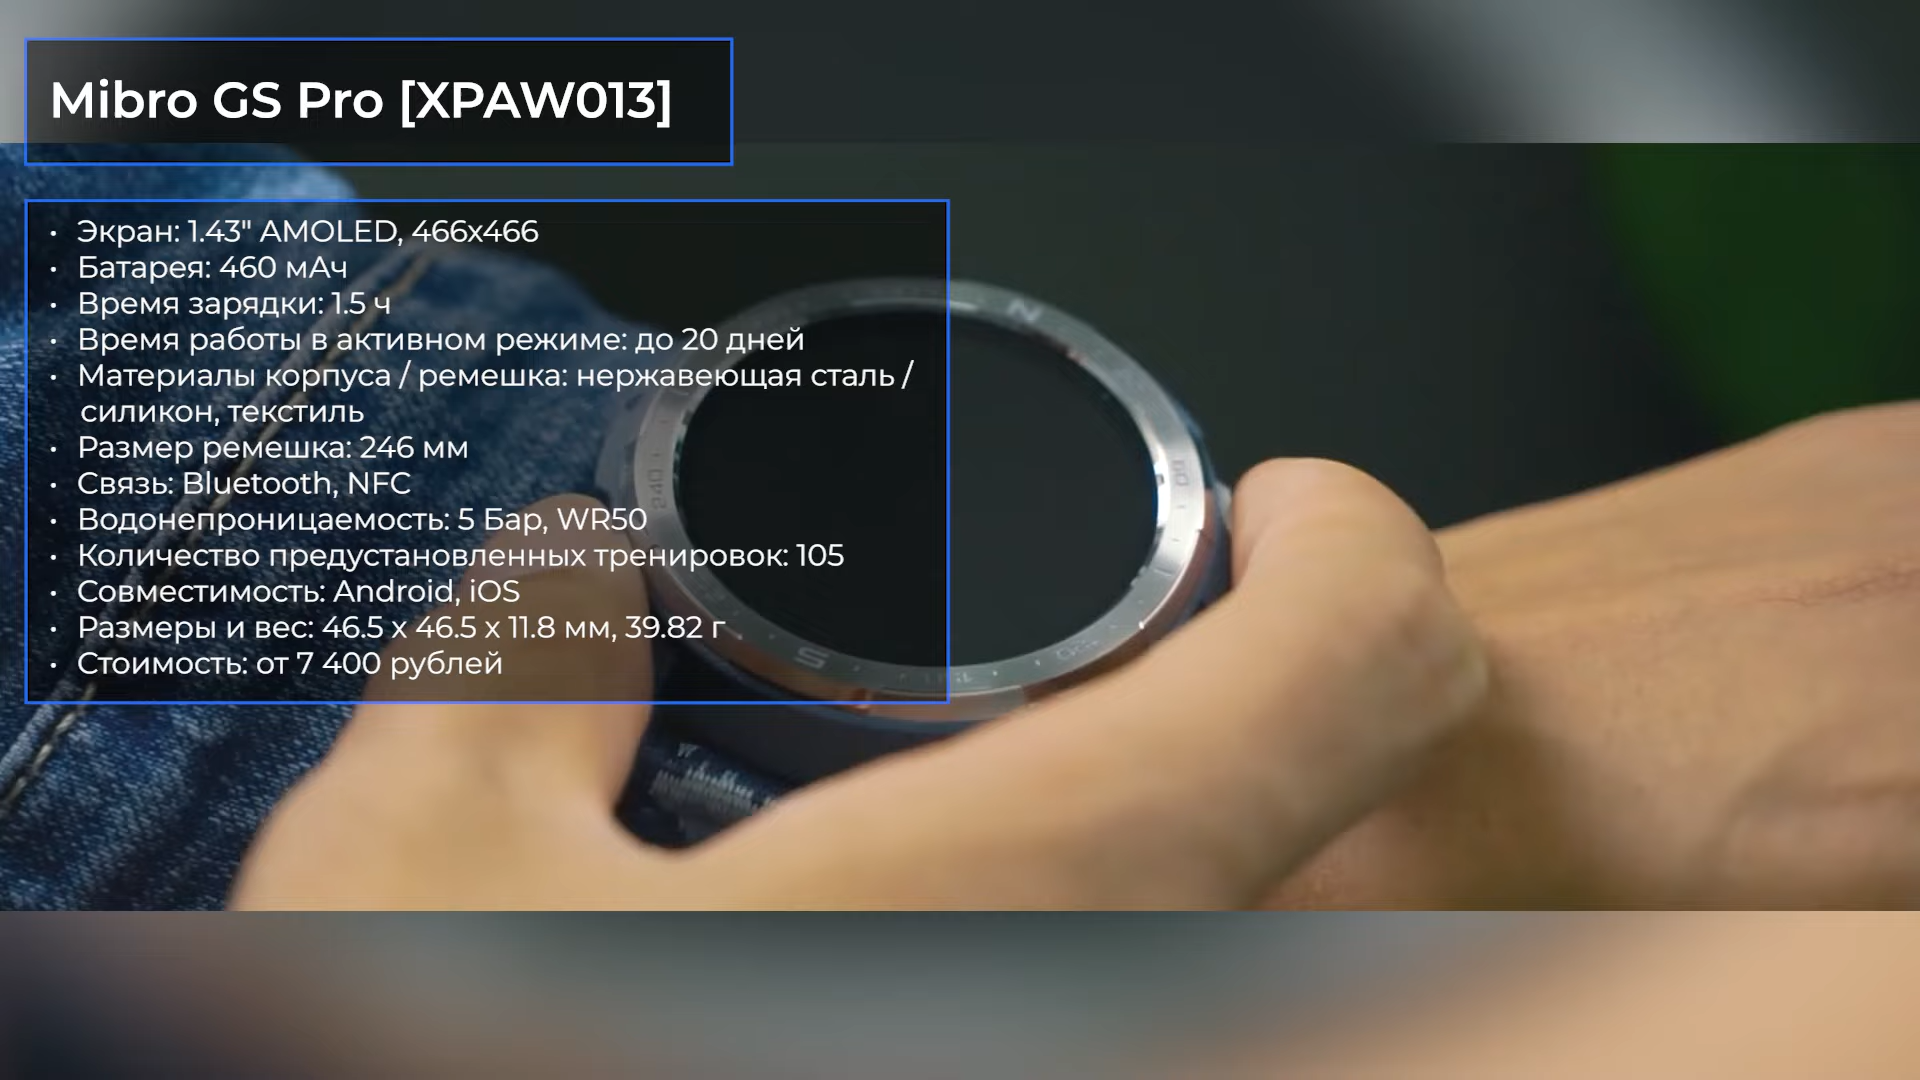 Mibro GS Pro [XPAW013]
• Экран: 1.43" AMOLED, 466x466
• Батарея: 460 мАч
• Время зарядки: 1.5 ч
• Время работы в активном режиме: до 20 дней
• Материалы корпуса / ремешка: нержавеющая сталь /
силикон, текстиль
• Размер ремешка: 246 мм
• Связь: Bluetooth, NFC
• Водонепроницаемость: 5 Бар, WR50
• Количество предустановленных тренировок: 105
• Совместимость: Android, iOS
• Размеры и вес: 46.5 x 46.5 x 11.8 мм, 39.82 г
• Стоимость: от 7 400 рублей
N
60
240
S